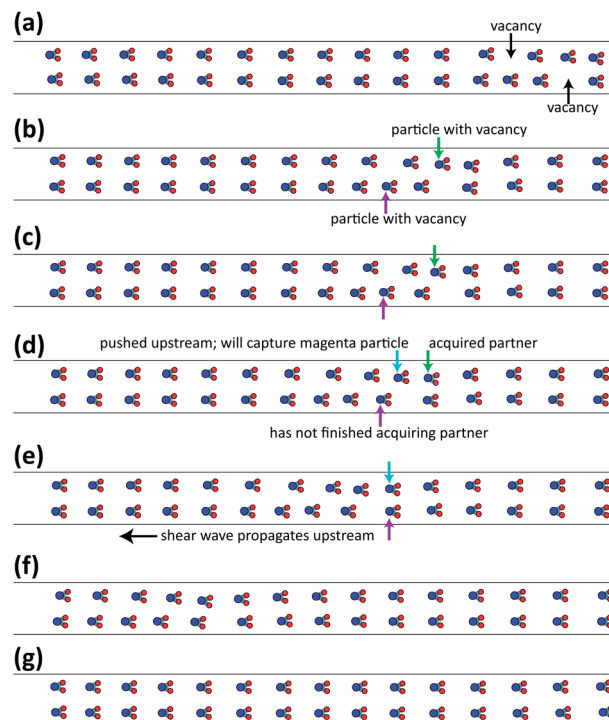 (a)
vacancy
vacancy
(b)
particle with vacancy
particle with vacancy
(c)
(d)
pushed upstream; will capture magenta particle acquired partner
has not finished acquiring partner
(e)
shear wave propagates upstream
(f)
(g)